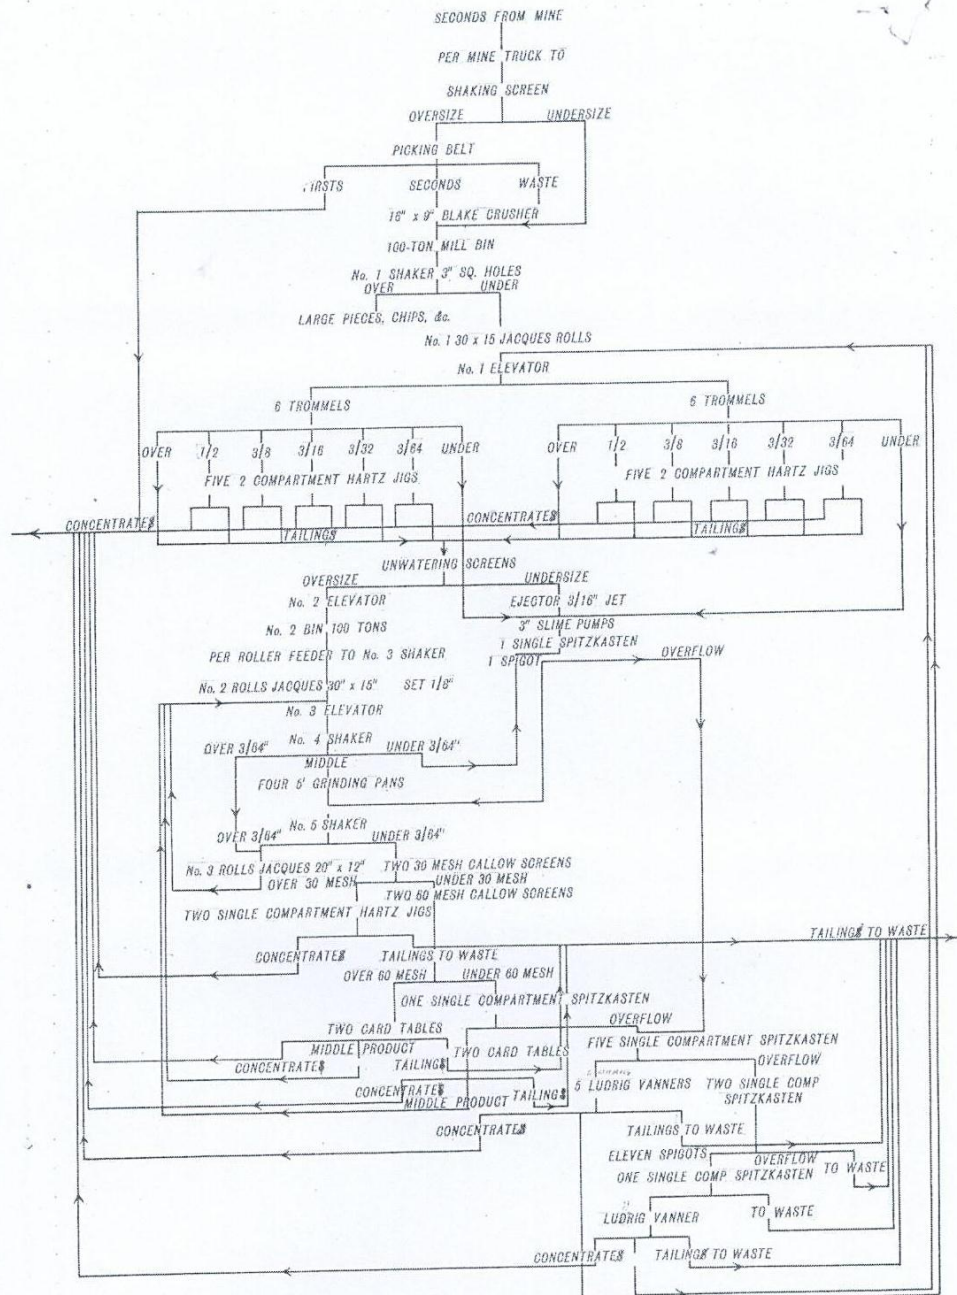 SECONDS FROM MINE
PER MINE TRUCK TO
SHAKING SCREEN
OVERSIZE UNDERSIZE
PICKING BELT
FIRSTS SECONDS WASTE
16" x 9" BLAKE CRUSHER
100-TON MILL BIN
No. 1 SHAKER 3" SQ. HOLES
OVER UNDER
LARGE PIECES, CHIPS, &c.
No. 1 30 x 15 JACQUES ROLLS
No. 1 ELEVATOR
6 TROMMELS 6 TROMMELS
OVER 1/2 3/8 3/16 3/32 3/64 UNDER OVER 1/2 3/8 3/16 3/32 3/64 UNDER
FIVE 2 COMPARTMENT HARTZ JIGS FIVE 2 COMPARTMENT HARTZ JIGS
CONCENTRATES CONCENTRATES
TAILINGS TAILINGS
UNWATERING SCREENS
OVERSIZE UNDERSIZE
No. 2 ELEVATOR EJECTOR 3/16" JET
No. 2 BIN 100 TONS 3" SLIME PUMPS
1 SINGLE SPITZKASTEN
PER ROLLER FEEDER TO No. 3 SHAKER 1 SPIGOT OVERFLOW
No. 2 ROLLS JACQUES 30" x 15" SET 1/8"
No. 3 ELEVATOR
No. 4 SHAKER
OVER 3/64" MIDDLE UNDER 3/64"
FOUR 5' GRINDING PANS
No. 5 SHAKER
OVER 3/64" UNDER 3/64"
No. 3 ROLLS JACQUES 20" x 12" TWO 30 MESH CALLOW SCREENS
OVER 30 MESH UNDER 30 MESH
TWO 60 MESH CALLOW SCREENS
TWO SINGLE COMPARTMENT HARTZ JIGS
TAILINGS TO WASTE
CONCENTRATES TAILINGS TO WASTE
OVER 60 MESH UNDER 60 MESH
ONE SINGLE COMPARTMENT SPITZKASTEN
TWO CARD TABLES OVERFLOW
MIDDLE PRODUCT TWO CARD TABLES FIVE SINGLE COMPARTMENT SPITZKASTEN
CONCENTRATES TAILINGS OVERFLOW
CONCENTRATES TAILINGS 5 LUDRIG VANNERS TWO SINGLE COMP
MIDDLE PRODUCT SPITZKASTEN
CONCENTRATES TAILINGS TO WASTE
ELEVEN SPIGOTS OVERFLOW
ONE SINGLE COMP SPITZKASTEN TO WASTE
LUDRIG VANNER TO WASTE
CONCENTRATES TAILINGS TO WASTE